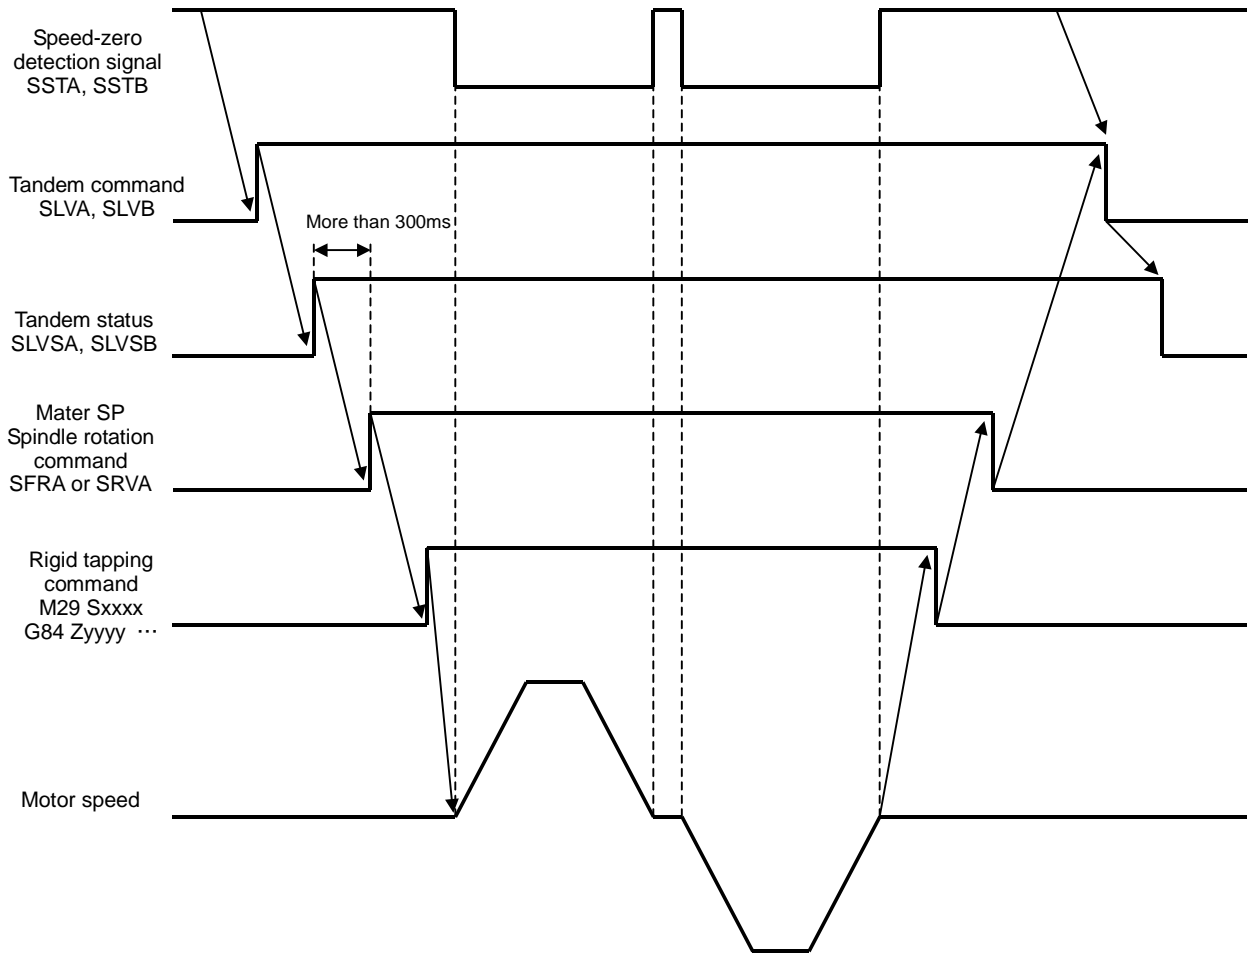 Speed-zero
detection signal
SSTA, SSTB
Tandem command
SLVA, SLVB
More than 300ms
Tandem status
SLVSA, SLVSB
Mater SP
Spindle rotation
command
SFRA or SRVA
Rigid tapping
command
M29 Sxxxx
G84 Zyyyy ⋯
Motor speed